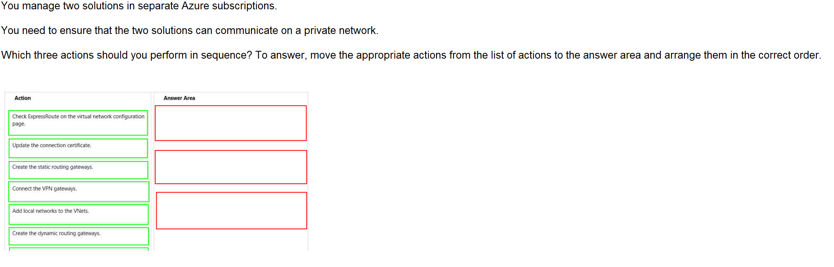 You manage two solutions in separate Azure subscriptions.
You need to ensure that the two solutions can communicate on a private network.
Which three actions should you perform in sequence? To answer, move the appropriate actions from the list of actions to the answer area and arrange them in the correct order.
Action
Answer Area
Check ExpressRoute on the virtual network configuration
page.
Update the connection certificate.
Create the static routing gateways.
Connect the VPN gateways.
Add local networks to the VNets.
Create the dynamic routing gateways.